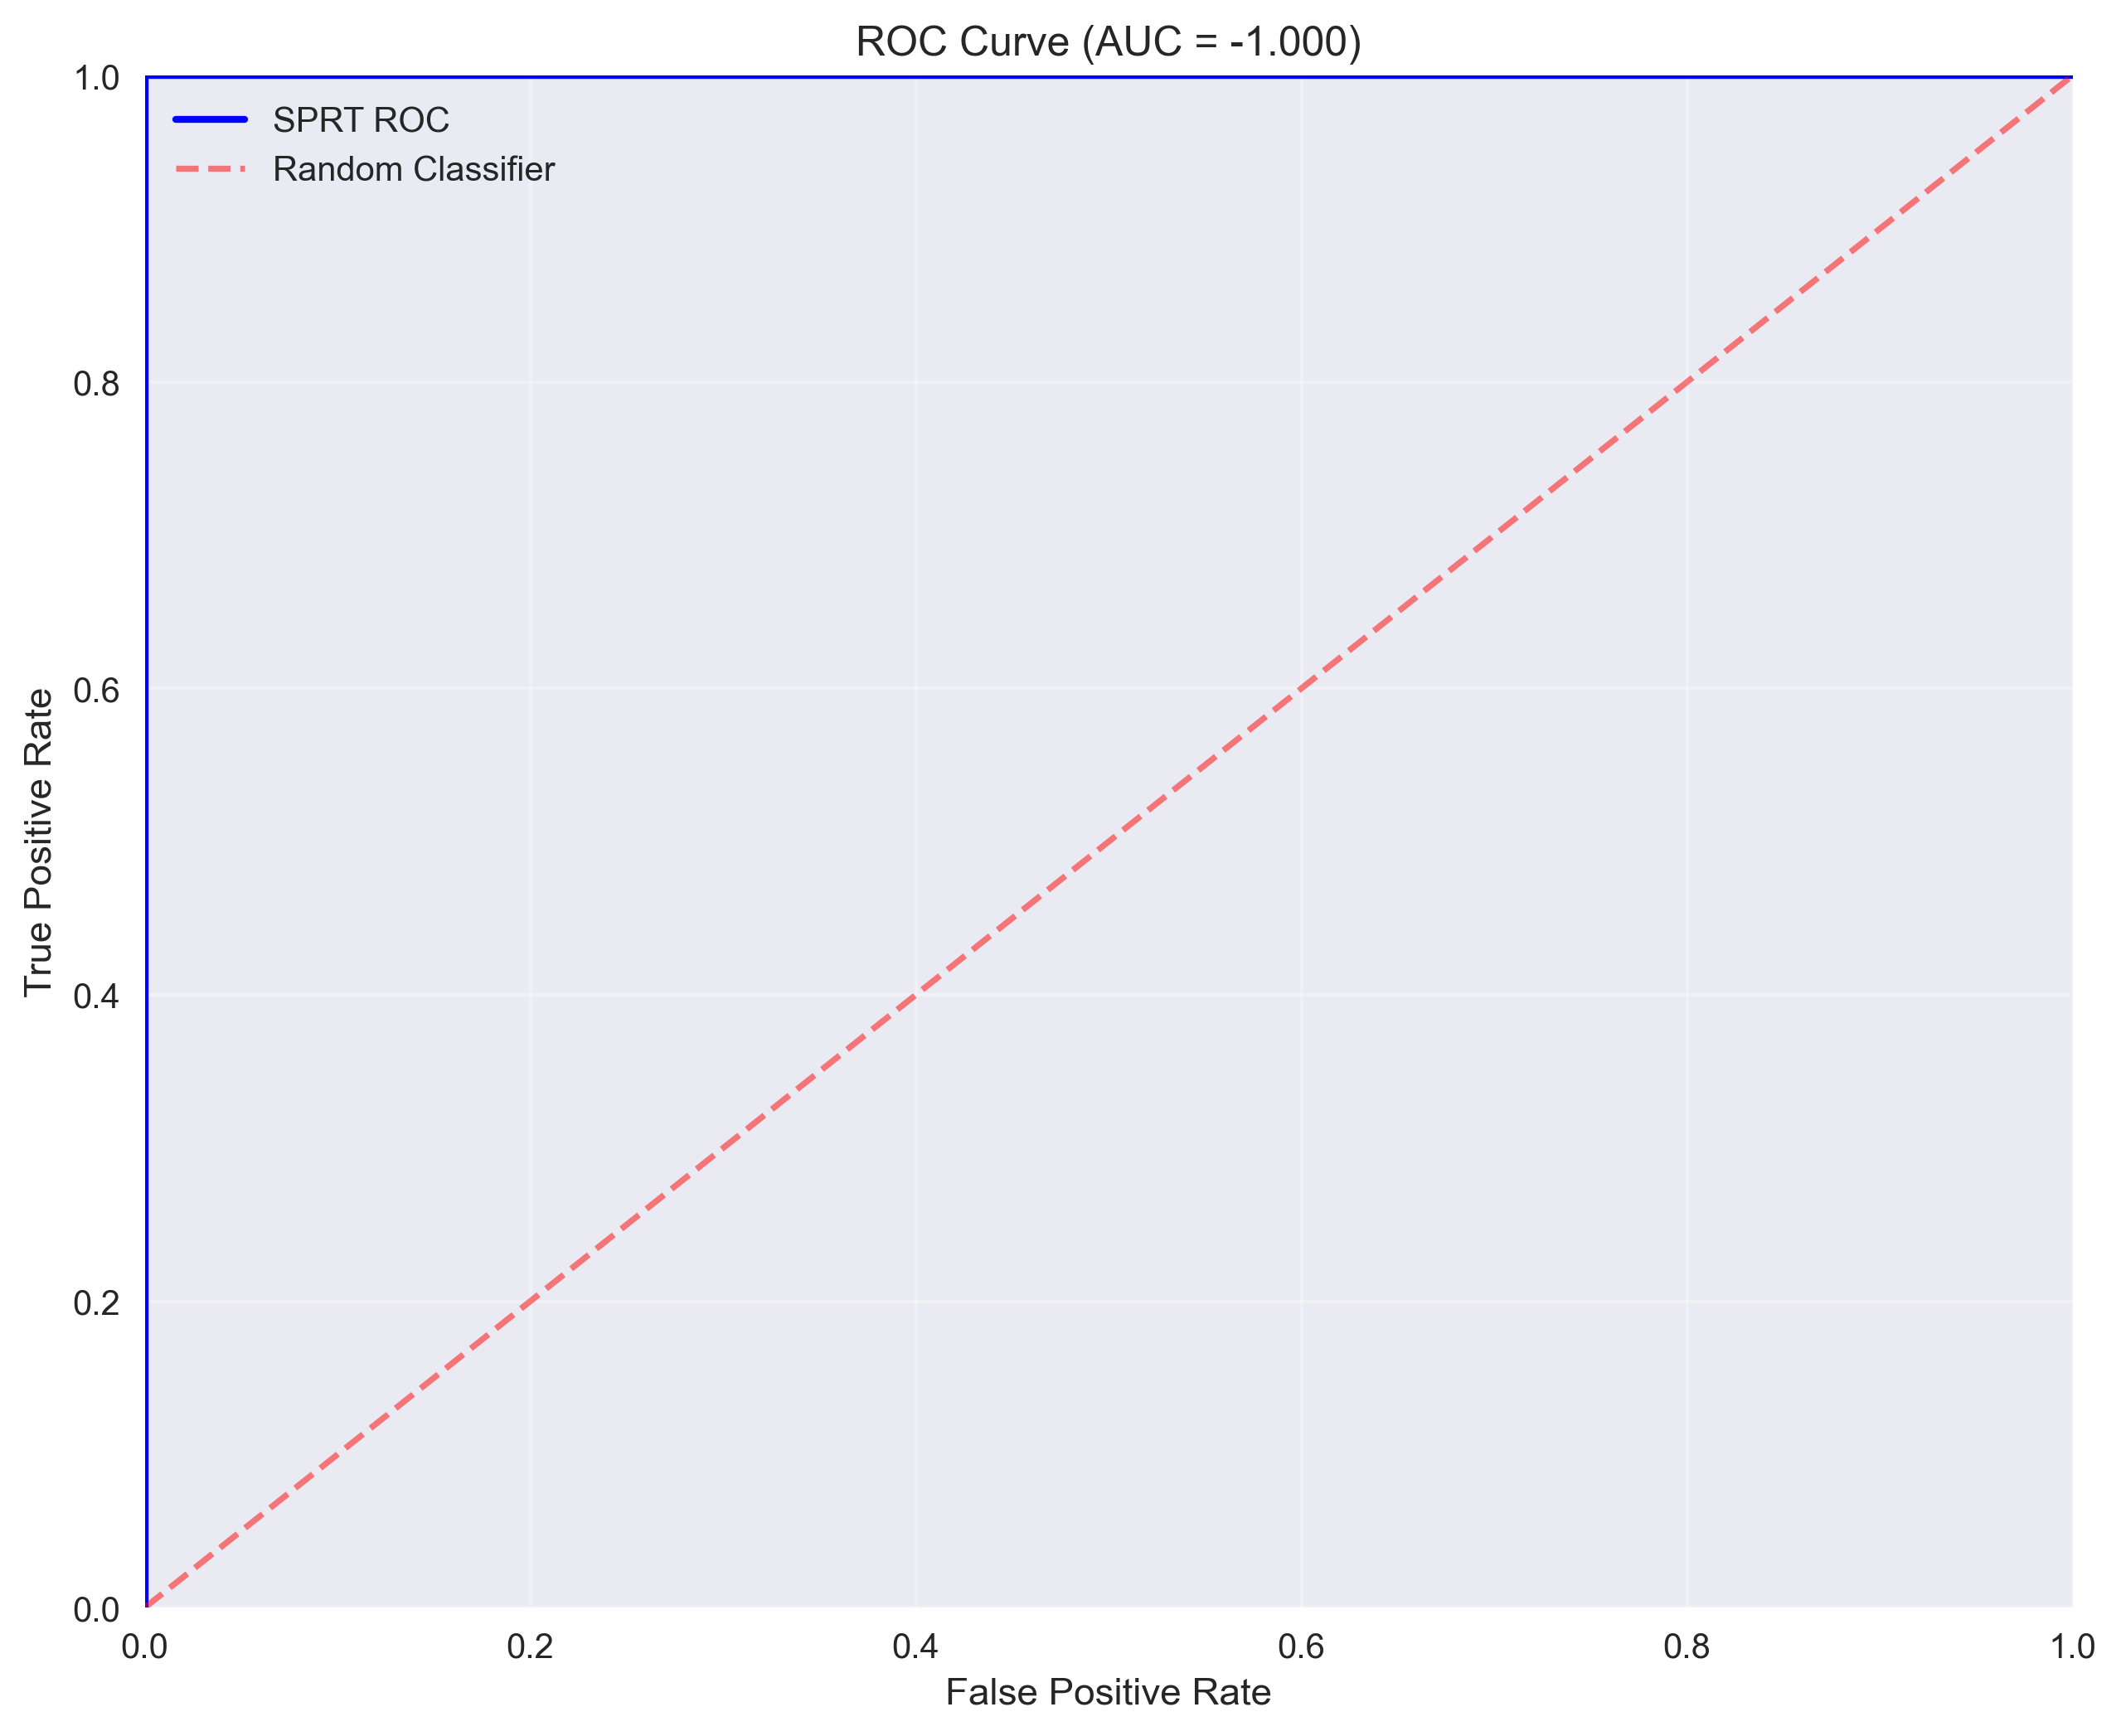 ROC Curve (AUC = -1.000)
SPRT ROC
Random Classifier
True Positive Rate
1.0
0.8
0.6
0.4
0.2
0.0
0.0 0.2 0.4 0.6 0.8 1.0
False Positive Rate